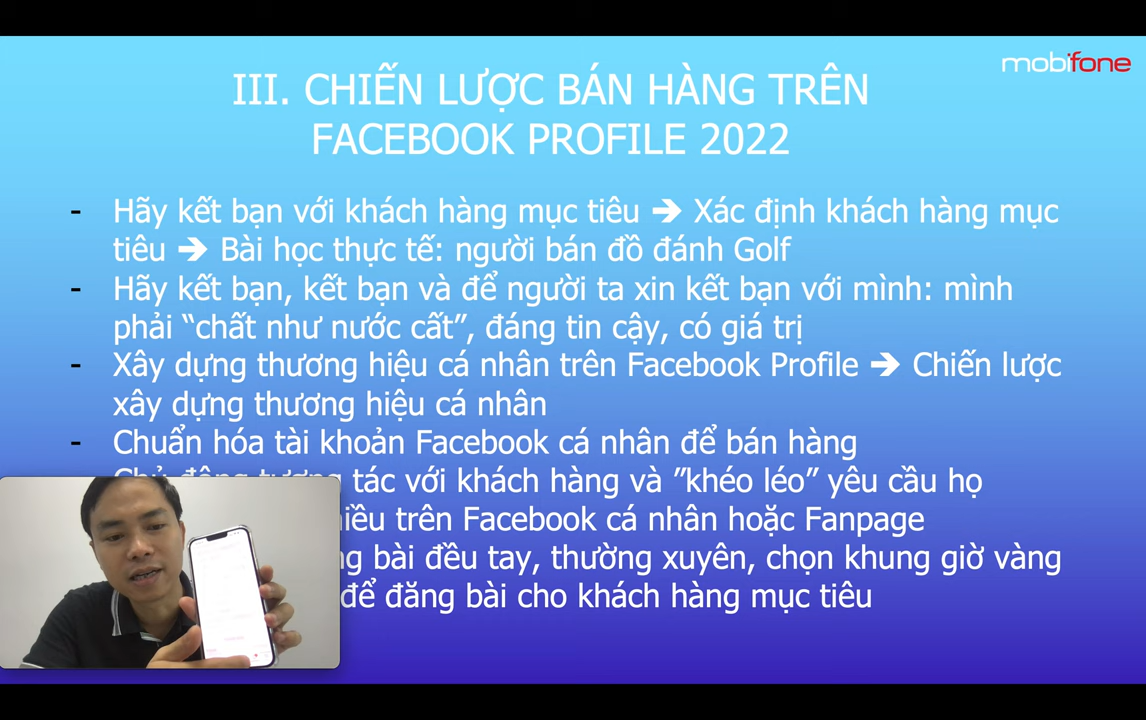 mobifone
III. CHIẾN LƯỢC BÁN HÀNG TRÊN
FACEBOOK PROFILE 2022
- Hãy kết bạn với khách hàng mục tiêu ➔ Xác định khách hàng mục
tiêu ➔ Bài học thực tế: người bán đồ đánh Golf
- Hãy kết bạn, kết bạn và để người ta xin kết bạn với mình: mình
phải “chất như nước cất”, đáng tin cậy, có giá trị
- Xây dựng thương hiệu cá nhân trên Facebook Profile ➔ Chiến lược
xây dựng thương hiệu cá nhân
- Chuẩn hóa tài khoản Facebook cá nhân để bán hàng
tác với khách hàng và ”khéo léo” yêu cầu họ
trên Facebook cá nhân hoặc Fanpage
bài đều tay, thường xuyên, chọn khung giờ vàng
để đăng bài cho khách hàng mục tiêu